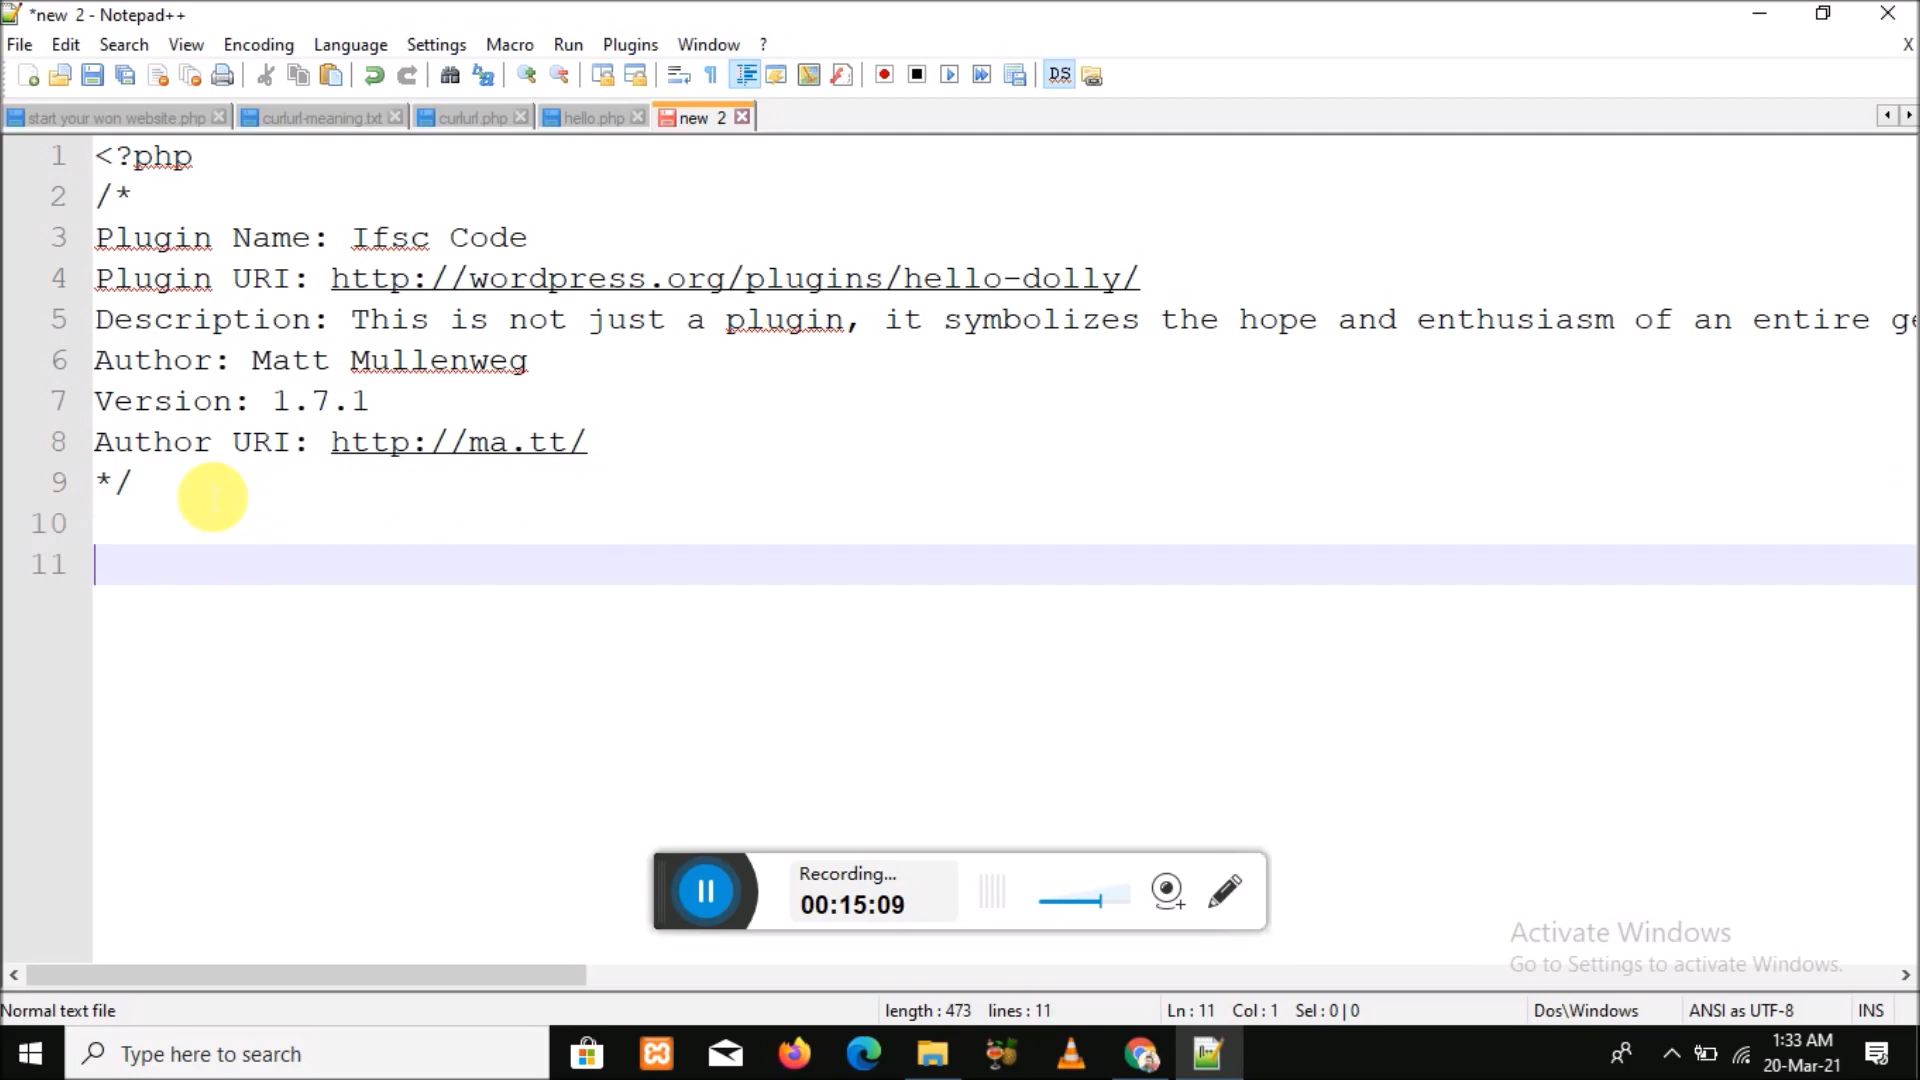 *new 2 - Notepad++
File Edit Search View Encoding Language Settings Macro Run Plugins Window ? X
DS
start your won website.php curlurl-meaning.txt curlurl.php hello.php new 2
1 <?php
2 /*
3 Plugin Name: Ifsc Code
4 Plugin URI: http://wordpress.org/plugins/hello-dolly/
5 Description: This is not just a plugin, it symbolizes the hope and enthusiasm of an entire
6 Author: Matt Mullenweg
7 Version: 1.7.1
8 Author URI: http://ma.tt/
9 */
10
11
Recording...
00:15:09
Activate Windows
Go to Settings to activate Windows.
Normal text file length : 473 lines : 11 Ln : 11 Col : 1 Sel : 0 | 0 Dos\Windows ANSI as UTF-8 INS
Type here to search
1:33 AM
20-Mar-21